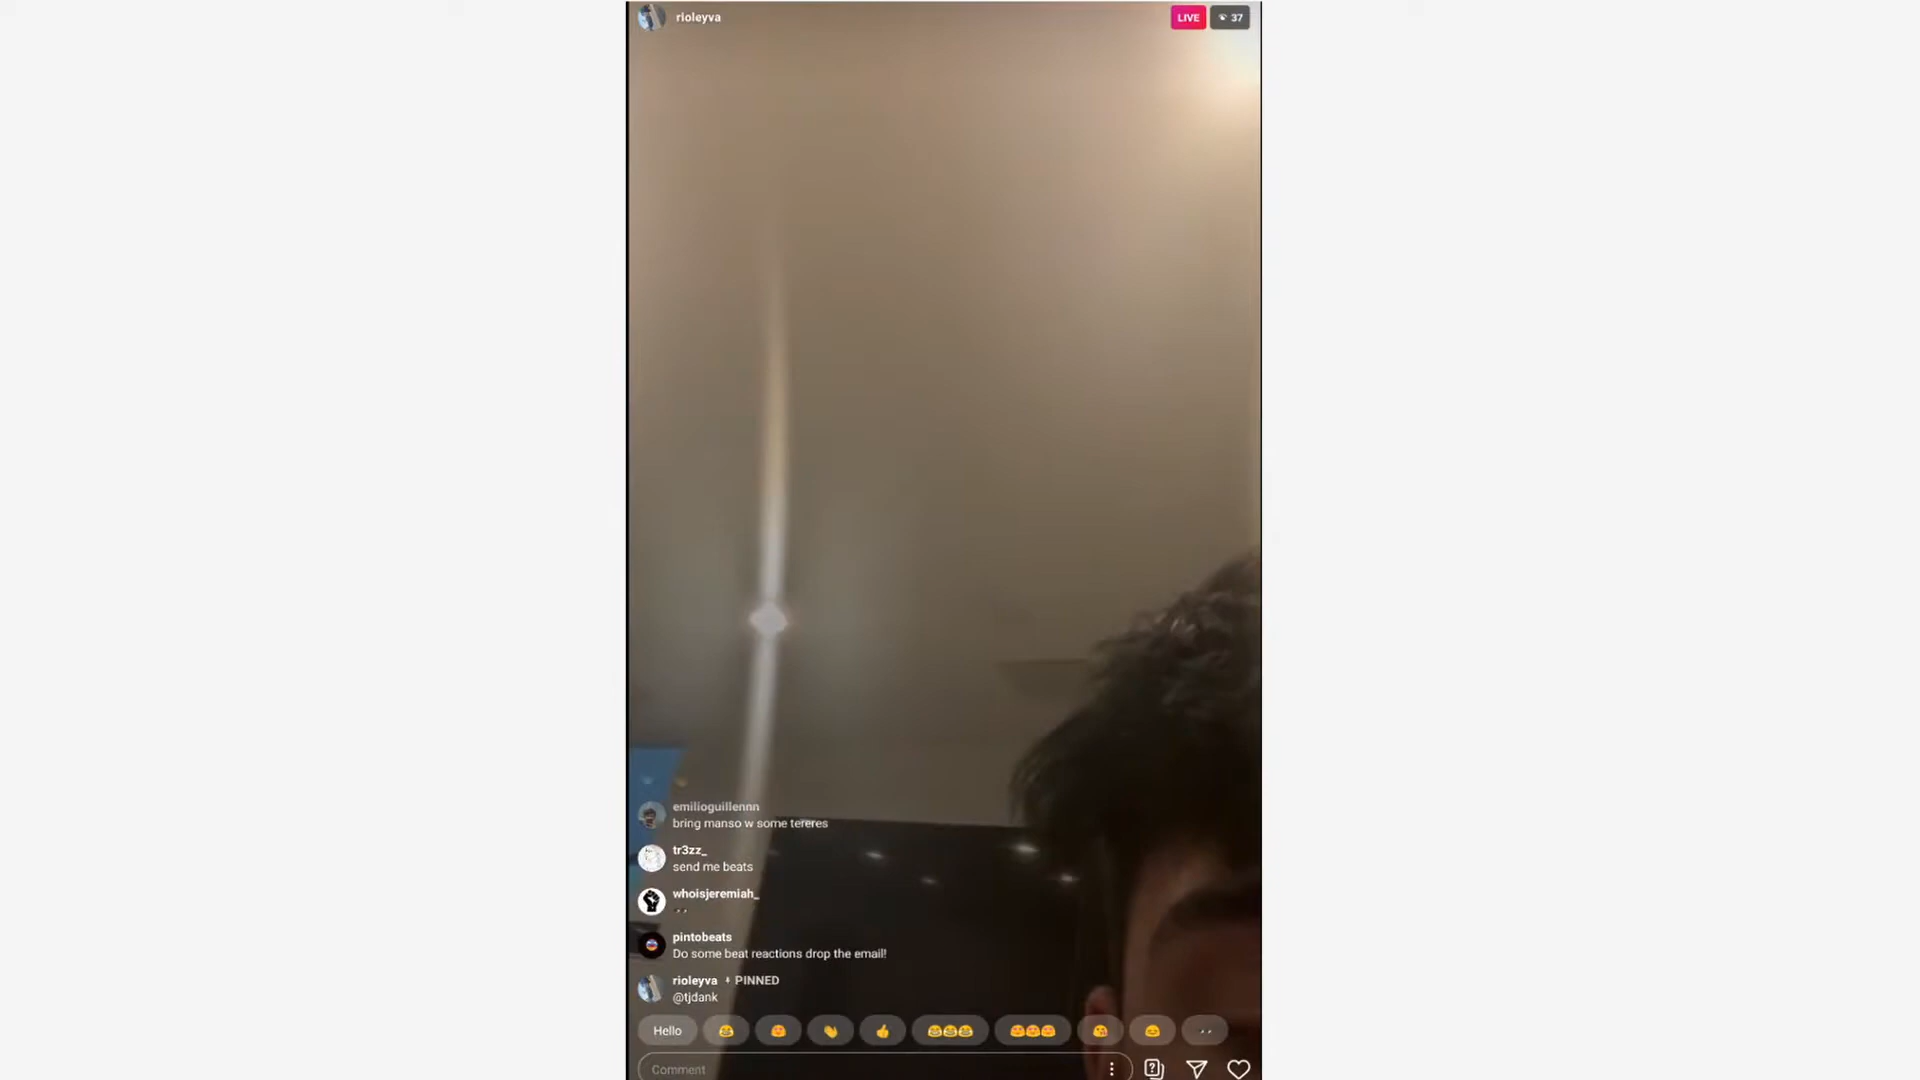 rioleyva
LIVE
37
emilioguillennn
bring manso w some tereres
tr3zz_
send me beats
whoisjeremiah_
pintobeats
Do some beat reactions drop the email!
rioleyva PINNED
@tjdank
Hello
Comment